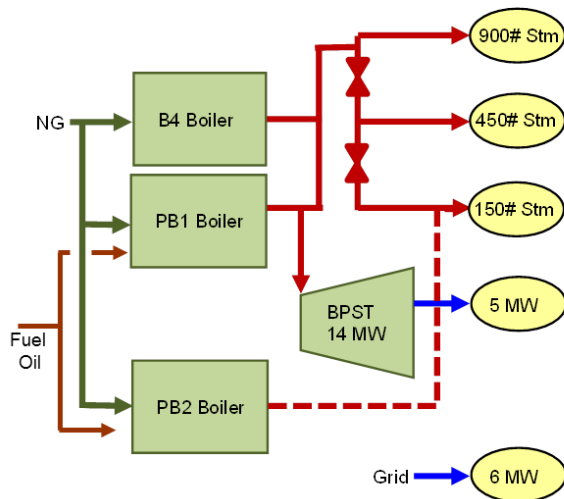 900# Stm
NG
B4 Boiler
450# Stm
PB1 Boiler
150# Stm
BPST
14 MW
5 MW
Fuel
Oil
PB2 Boiler
Grid
6 MW